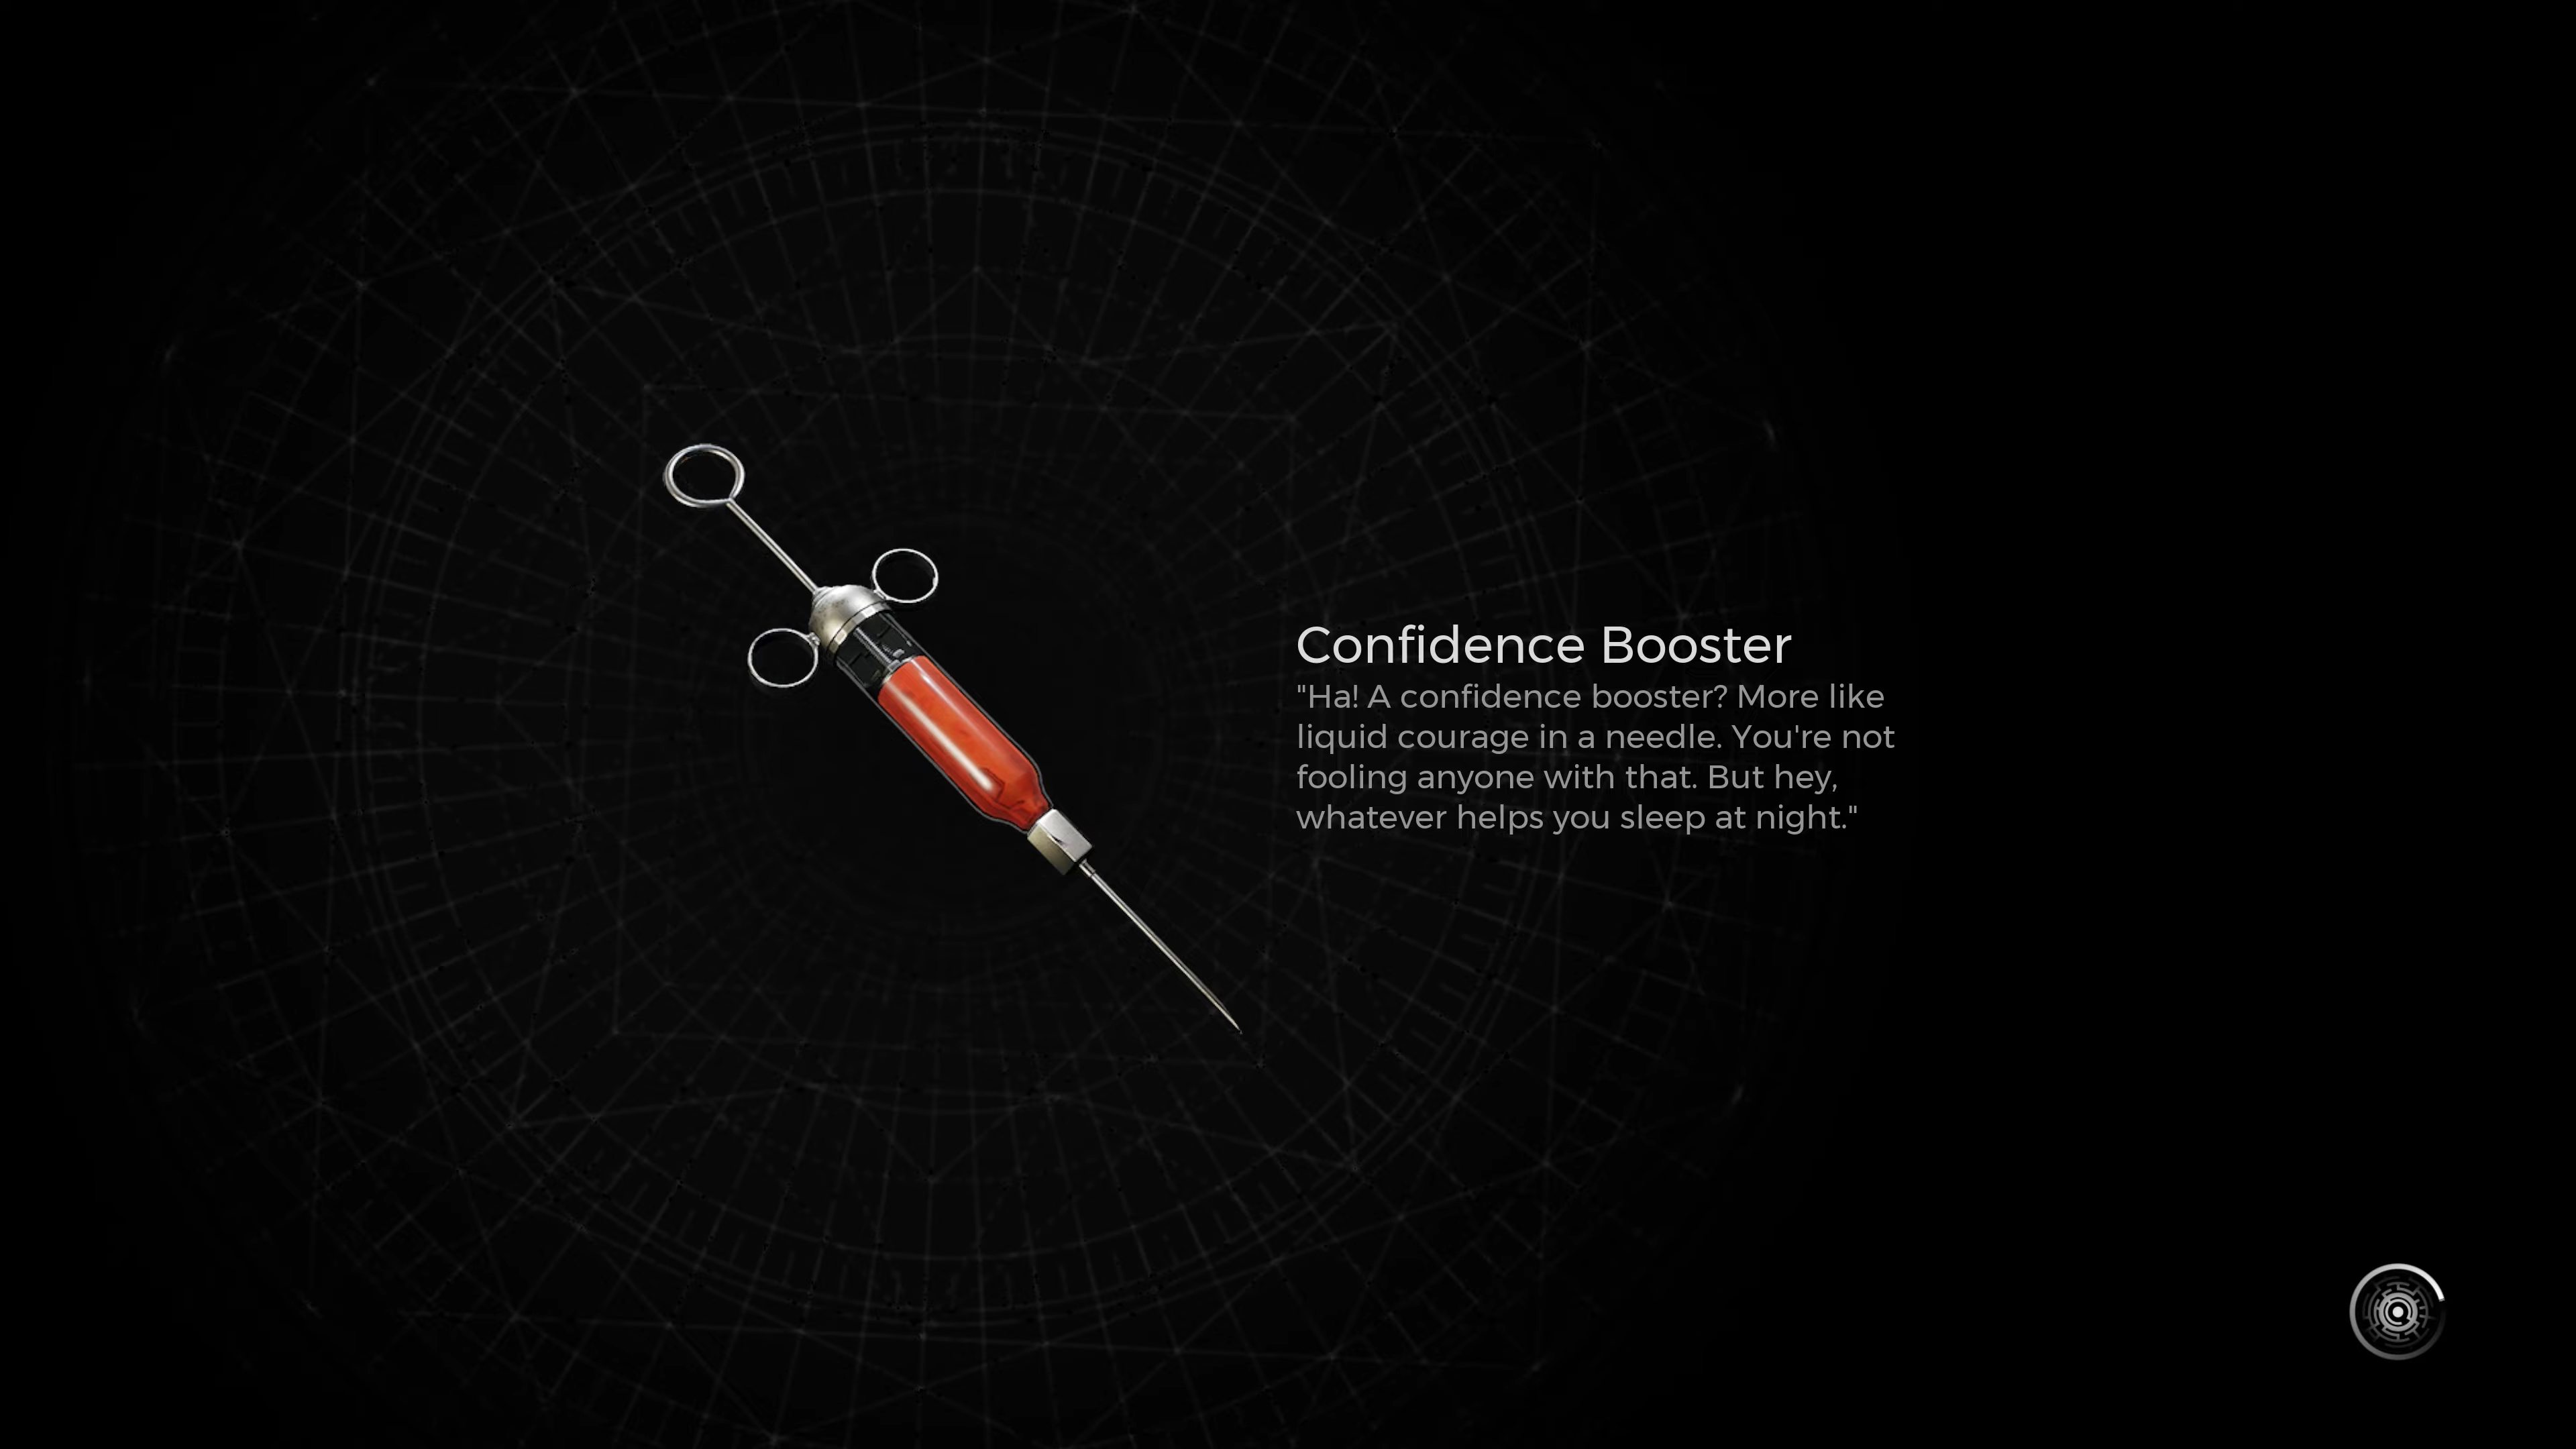 Confidence Booster
"Ha! A confidence booster? More like
liquid courage in a needle. You're not
fooling anyone with that. But hey,
whatever helps you sleep at night."